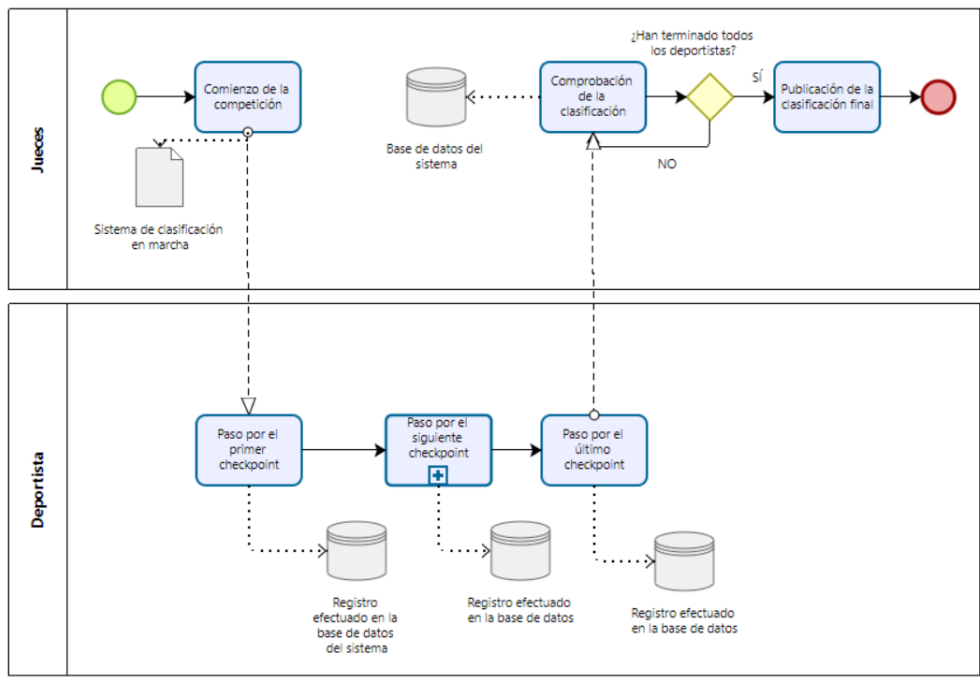 Jueces
Comienzo de la
competición
Sistema de clasificación
en marcha
Base de datos del
sistema
Comprobación
de la
clasificación
¿Han terminado todos
los deportistas?
SÍ
NO
Publicación de la
clasificación final
Deportista
Paso por el
primer
checkpoint
Paso por el
siguiente
checkpoint
Paso por el
último
checkpoint
Registro
efectuado en la
base de datos
del sistema
Registro efectuado
en la base de datos
Registro efectuado
en la base de datos